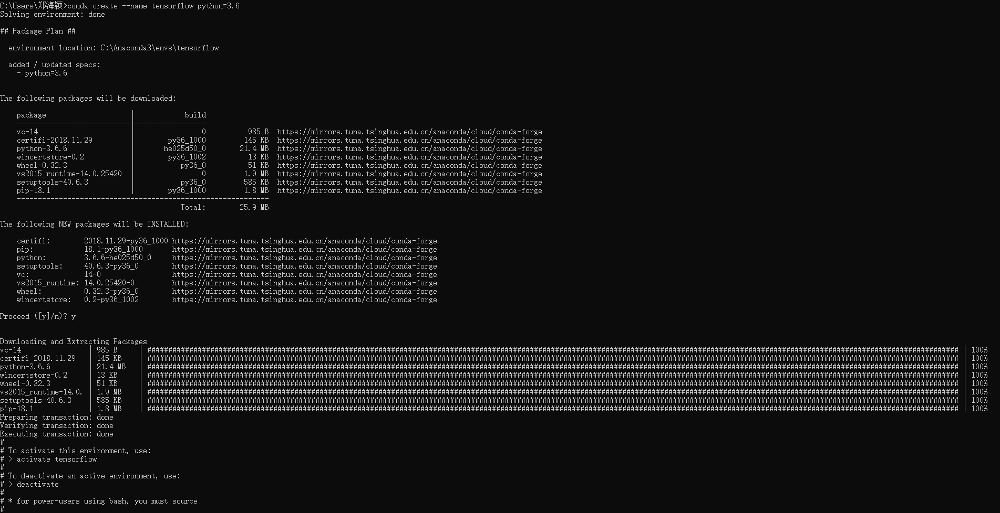 C:\Users\郑海颖>conda create --name tensorflow python=3.6
Solving environment: done
## Package Plan ##
environment location: C:\Anaconda3\envs\tensorflow
added / updated specs:
- python=3.6
The following packages will be downloaded:
package | build
---------------------------|-----------------
vc-14 | 0 985 B https://mirrors.tuna.tsinghua.edu.cn/anaconda/cloud/conda-forge
certifi-2018.11.29 | py36_1000 145 KB https://mirrors.tuna.tsinghua.edu.cn/anaconda/cloud/conda-forge
python-3.6.6 | he025d50_0 21.4 MB https://mirrors.tuna.tsinghua.edu.cn/anaconda/cloud/conda-forge
wincertstore-0.2 | py36_1002 13 KB https://mirrors.tuna.tsinghua.edu.cn/anaconda/cloud/conda-forge
wheel-0.32.3 | py36_0 51 KB https://mirrors.tuna.tsinghua.edu.cn/anaconda/cloud/conda-forge
vs2015_runtime-14.0.25420 | 0 1.9 MB https://mirrors.tuna.tsinghua.edu.cn/anaconda/cloud/conda-forge
setuptools-40.6.3 | py36_0 585 KB https://mirrors.tuna.tsinghua.edu.cn/anaconda/cloud/conda-forge
pip-18.1 | py36_1000 1.8 MB https://mirrors.tuna.tsinghua.edu.cn/anaconda/cloud/conda-forge
------------------------------------------------------------
Total: 25.9 MB
The following NEW packages will be INSTALLED:
certifi: 2018.11.29-py36_1000 https://mirrors.tuna.tsinghua.edu.cn/anaconda/cloud/conda-forge
pip: 18.1-py36_1000 https://mirrors.tuna.tsinghua.edu.cn/anaconda/cloud/conda-forge
python: 3.6.6-he025d50_0 https://mirrors.tuna.tsinghua.edu.cn/anaconda/cloud/conda-forge
setuptools: 40.6.3-py36_0 https://mirrors.tuna.tsinghua.edu.cn/anaconda/cloud/conda-forge
vc: 14-0 https://mirrors.tuna.tsinghua.edu.cn/anaconda/cloud/conda-forge
vs2015_runtime: 14.0.25420-0 https://mirrors.tuna.tsinghua.edu.cn/anaconda/cloud/conda-forge
wheel: 0.32.3-py36_0 https://mirrors.tuna.tsinghua.edu.cn/anaconda/cloud/conda-forge
wincertstore: 0.2-py36_1002 https://mirrors.tuna.tsinghua.edu.cn/anaconda/cloud/conda-forge
Proceed ([y]/n)? y
Downloading and Extracting Packages
vc-14 | 985 B | ################################ | 100%
certifi-2018.11.29 | 145 KB | ################################ | 100%
python-3.6.6 | 21.4 MB | ################################ | 100%
wincertstore-0.2 | 13 KB | ################################ | 100%
wheel-0.32.3 | 51 KB | ################################ | 100%
vs2015_runtime-14.0. | 1.9 MB | ################################ | 100%
setuptools-40.6.3 | 585 KB | ################################ | 100%
pip-18.1 | 1.8 MB | ################################ | 100%
Preparing transaction: done
Verifying transaction: done
Executing transaction: done
#
# To activate this environment, use:
# > activate tensorflow
#
# To deactivate an active environment, use:
# > deactivate
#
# * for power-users using bash, you must source
#